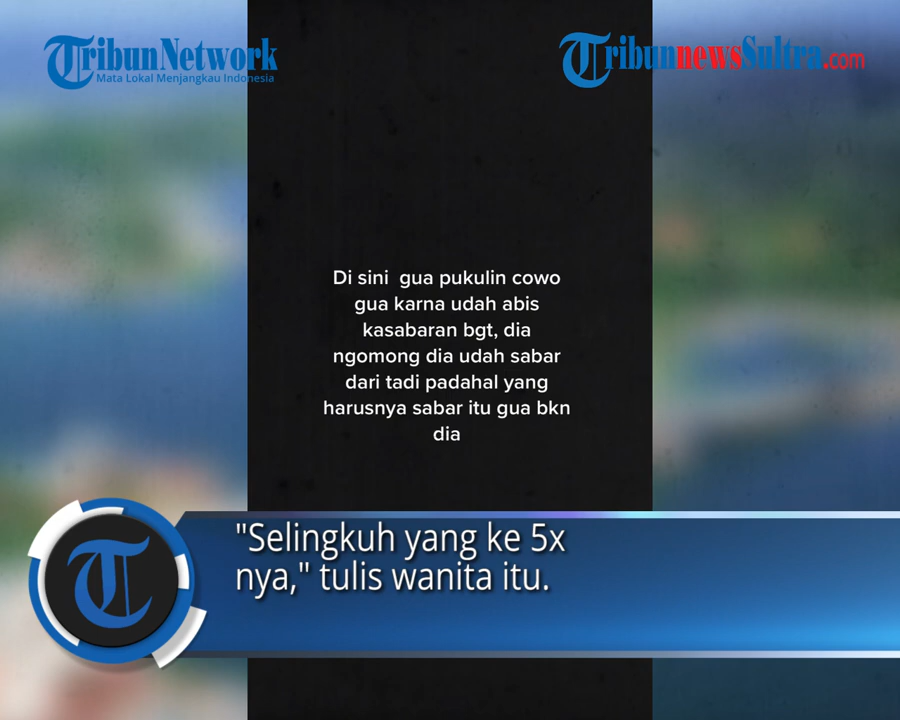 TribunNetwork
Mata Lokal Menjangkau Indonesia
TribunnewsSultra.com
Di sini gua pukulin cowo
gua karna udah abis
kasabaran bgt, dia
ngomong dia udah sabar
dari tadi padahal yang
harusnya sabar itu gua bkn
dia
"Selingkuh yang ke 5x
nya," tulis wanita itu.
T